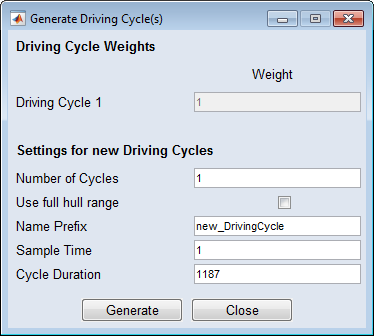 Generate Driving Cycle(s)
Driving Cycle Weights
Weight
Driving Cycle 1 1
Settings for new Driving Cycles
Number of Cycles 1
Use full hull range
Name Prefix new_DrivingCycle
Sample Time 1
Cycle Duration 1187
Generate Close